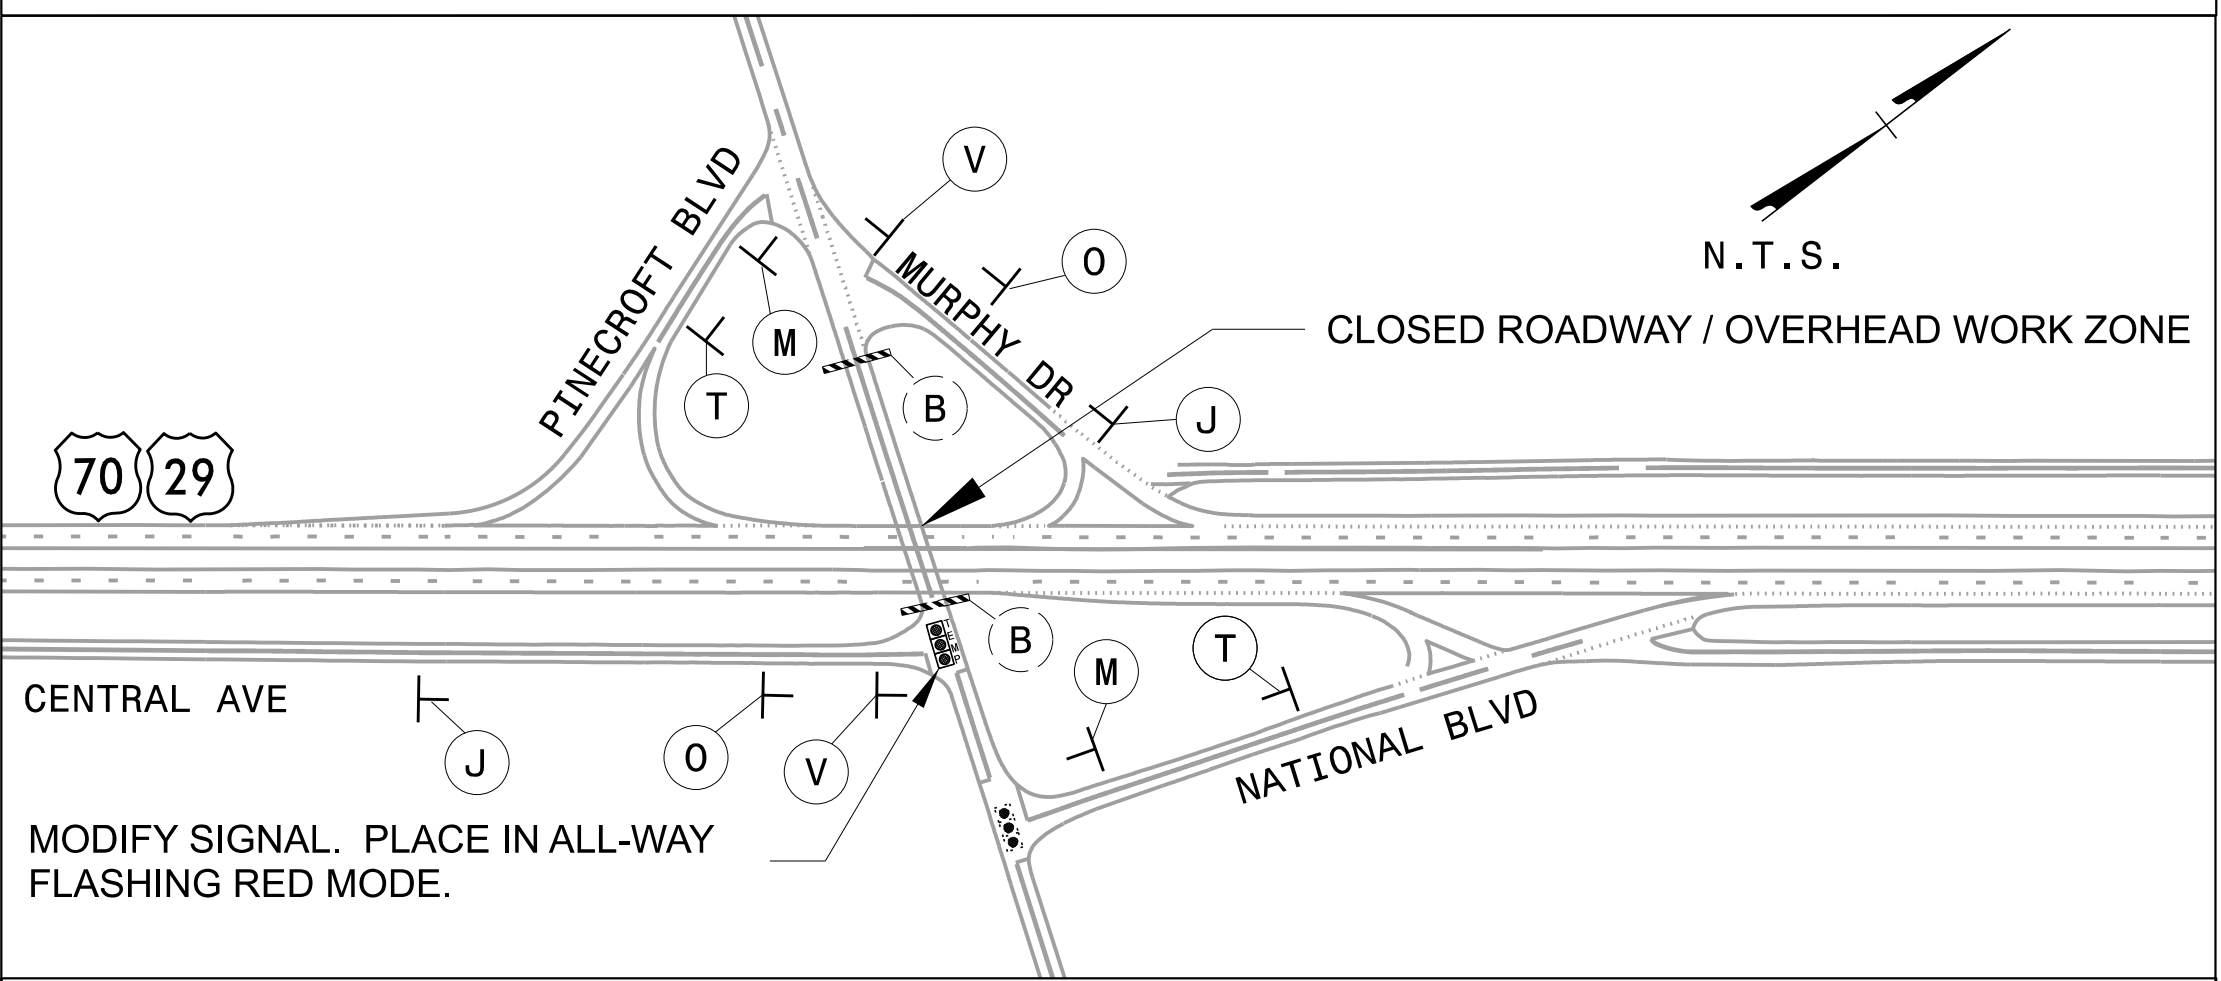 V
O
N.T.S.
PINECROFT BLVD
MURPHY DR
CLOSED ROADWAY / OVERHEAD WORK ZONE
M
T
B
J
70 29
B
TEMP
T
M
CENTRAL AVE
J
O
V
NATIONAL BLVD
MODIFY SIGNAL. PLACE IN ALL-WAY
FLASHING RED MODE.